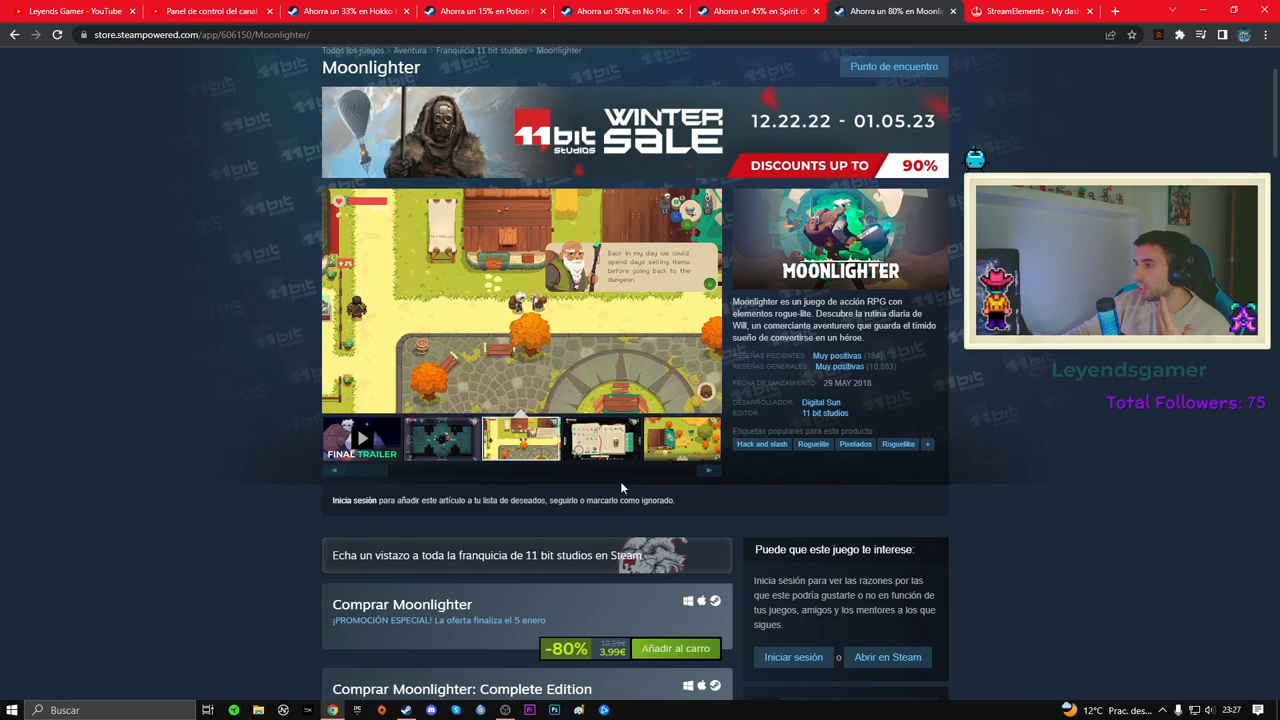 Leyends Gamer - YouTube
Panel de control del canal
Ahorra un 33% en Hokko
Ahorra un 15% en Potion
Ahorra un 50% en No Plac
Ahorra un 45% en Spirit of
Ahorra un 80% en Moonlig
StreamElements - My dash
store.steampowered.com/app/606150/Moonlighter/
Todos los juegos > Aventura > Franquicia 11 bit studios > Moonlighter
Moonlighter
Punto de encuentro
11bit STUDIOS
WINTER SALE
12.22.22 - 01.05.23
DISCOUNTS UP TO 90%
Back in my day we could
spend days selling items
before going back to the
dungeon.
MOONLIGHTER
Moonlighter es un juego de acción RPG con
elementos rogue-lite. Descubre la rutina diaria de
Will, un comerciante aventurero que guarda el tímido
sueño de convertirse en un héroe.
RESEÑAS RECIENTES: Muy positivas (184)
RESEÑAS GENERALES: Muy positivas (10,883)
FECHA DE LANZAMIENTO: 29 MAY 2018
DESARROLLADOR: Digital Sun
EDITOR: 11 bit studios
Etiquetas populares para este producto:
Hack and slash Roguelite Pixelados Roguelike +
FINAL TRAILER
Leyendsgamer
Total Followers: 75
Inicia sesión para añadir este artículo a tu lista de deseados, seguirlo o marcarlo como ignorado.
Echa un vistazo a toda la franquicia de 11 bit studios en Steam
Comprar Moonlighter
¡PROMOCIÓN ESPECIAL! La oferta finaliza el 5 enero
-80% 19,99€ 3,99€ Añadir al carro
Comprar Moonlighter: Complete Edition
Puede que este juego te interese:
Inicia sesión para ver las razones por las
que este podría gustarte o no en función de
tus juegos, amigos y los mentores a los que
sigues.
Iniciar sesión o Abrir en Steam
Buscar
12°C Prac. des...
23:27